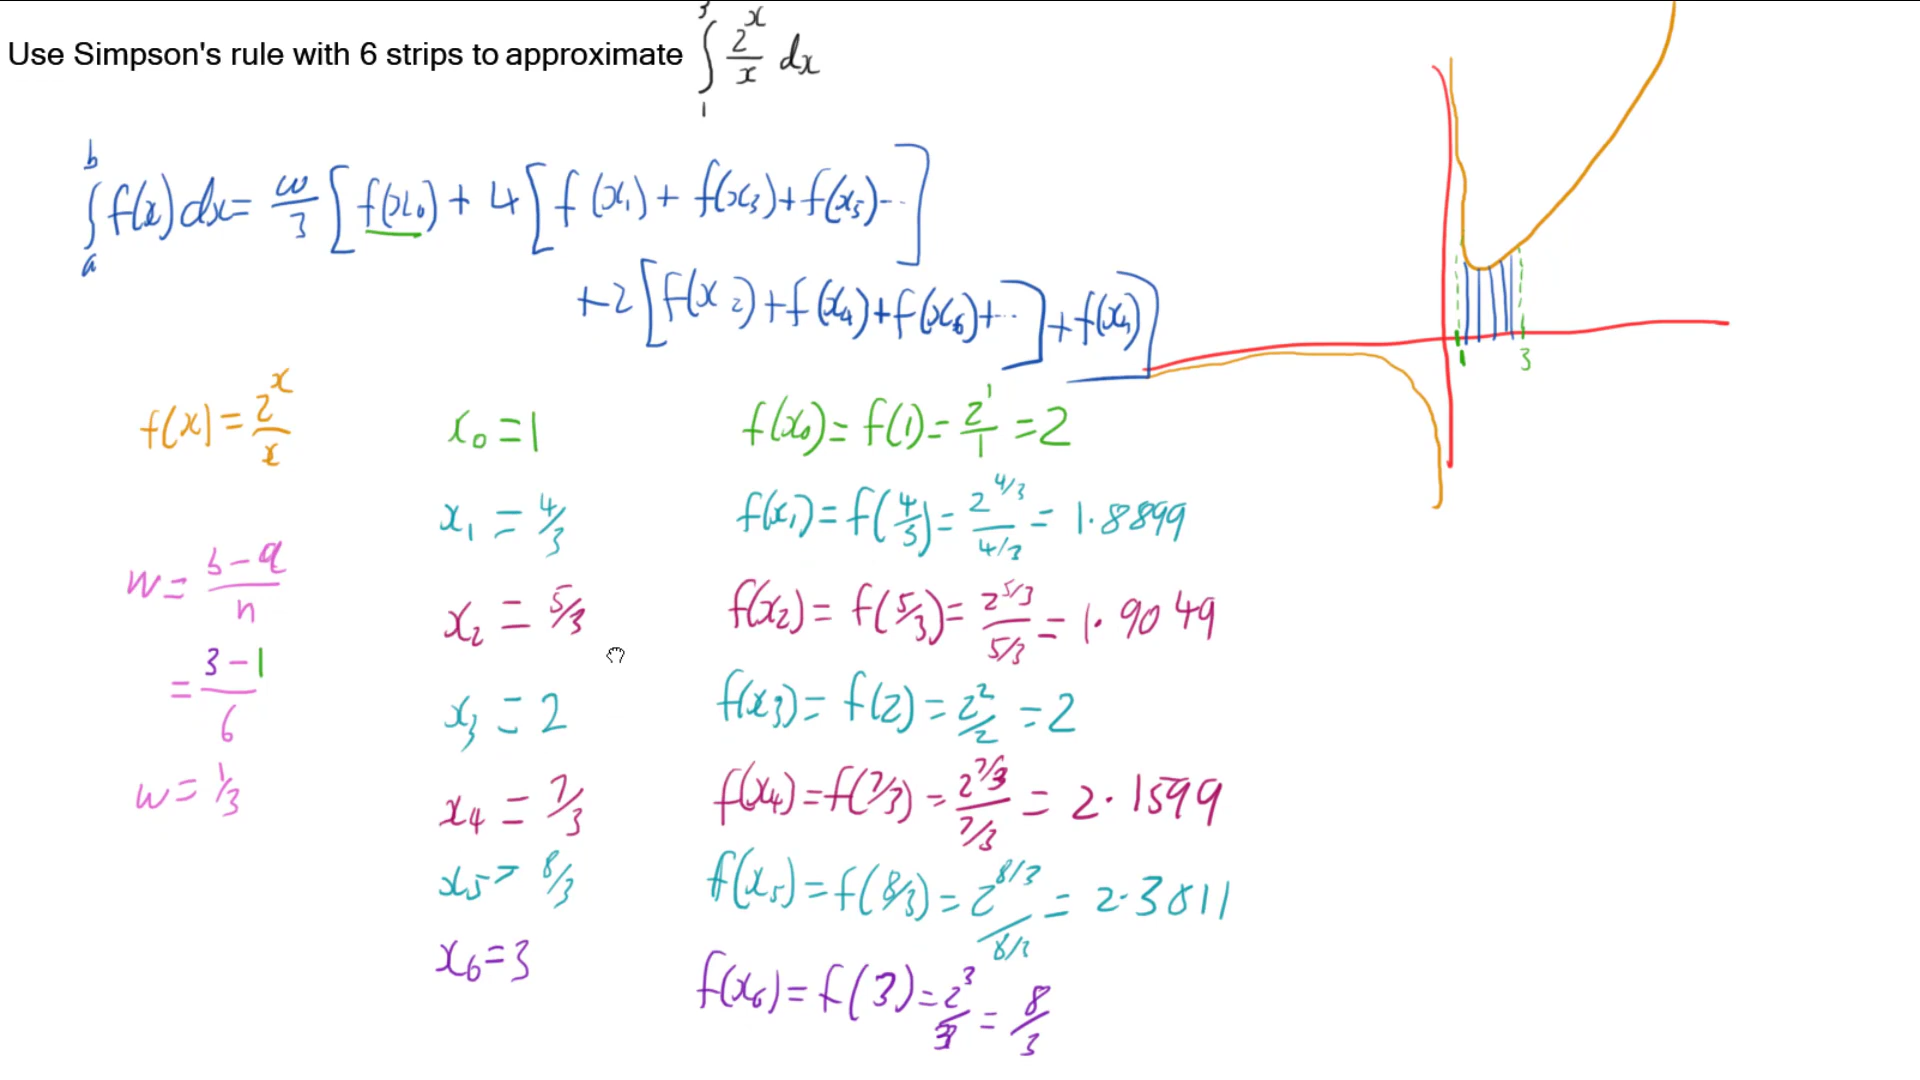 Use Simpson's rule with 6 strips to approximate ∫₁³ 2ˣ/x dx
∫ₐᵇ f(x) dx = w/3 [f(x₀) + 4[f(x₁) + f(x₃) + f(x₅)...]
+2[f(x₂) + f(x₄) + f(x₆) + ...] + f(xₙ)]
1 3
f(x) = 2ˣ/x
w = b-a/n
= 3-1/6
w = 1/3
x₀ = 1
x₁ = 4/3
x₂ = 5/3
x₃ = 2
x₄ = 7/3
x₅ = 8/3
x₆ = 3
f(x₀) = f(1) = 2¹/1 = 2
f(x₁) = f(4/3) = 2^4/3 / 4/3 = 1.8899
f(x₂) = f(5/3) = 2^5/3 / 5/3 = 1.9049
f(x₃) = f(2) = 2²/2 = 2
f(x₄) = f(7/3) = 2^7/3 / 7/3 = 2.1599
f(x₅) = f(8/3) = 2^8/3 / 8/3 = 2.3811
f(x₆) = f(3) = 2³/3 = 8/3